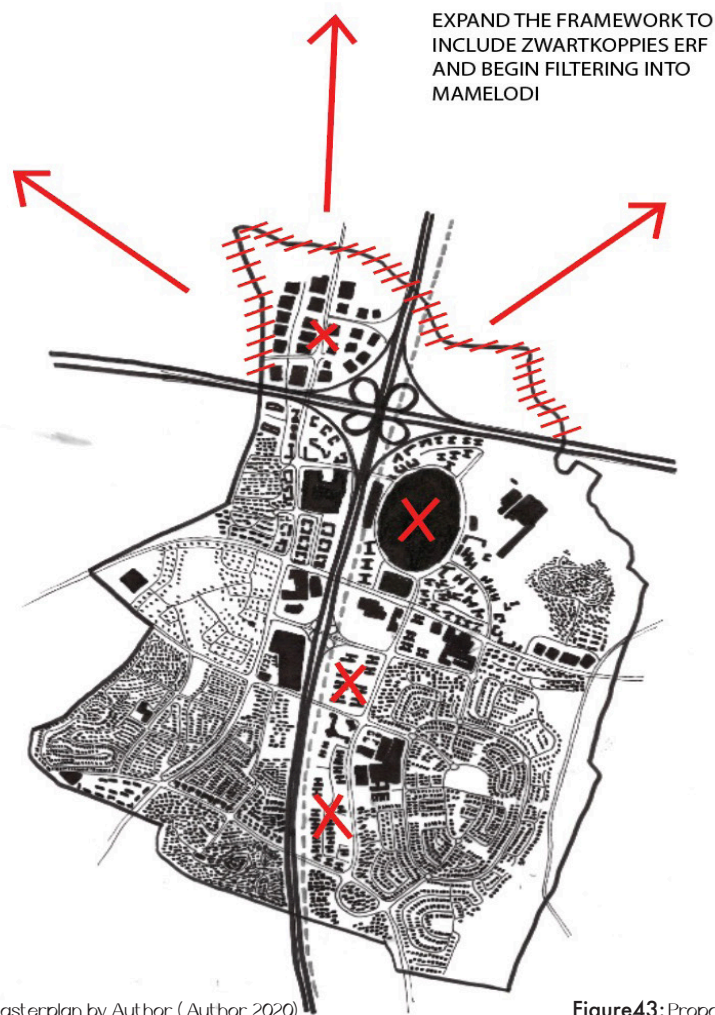 EXPAND THE FRAMEWORK TO
INCLUDE ZWARTKOPPIES ERF
AND BEGIN FILTERING INTO
MAMELODI
asterplan by Author ( Author 2020)
Figure43: Propo